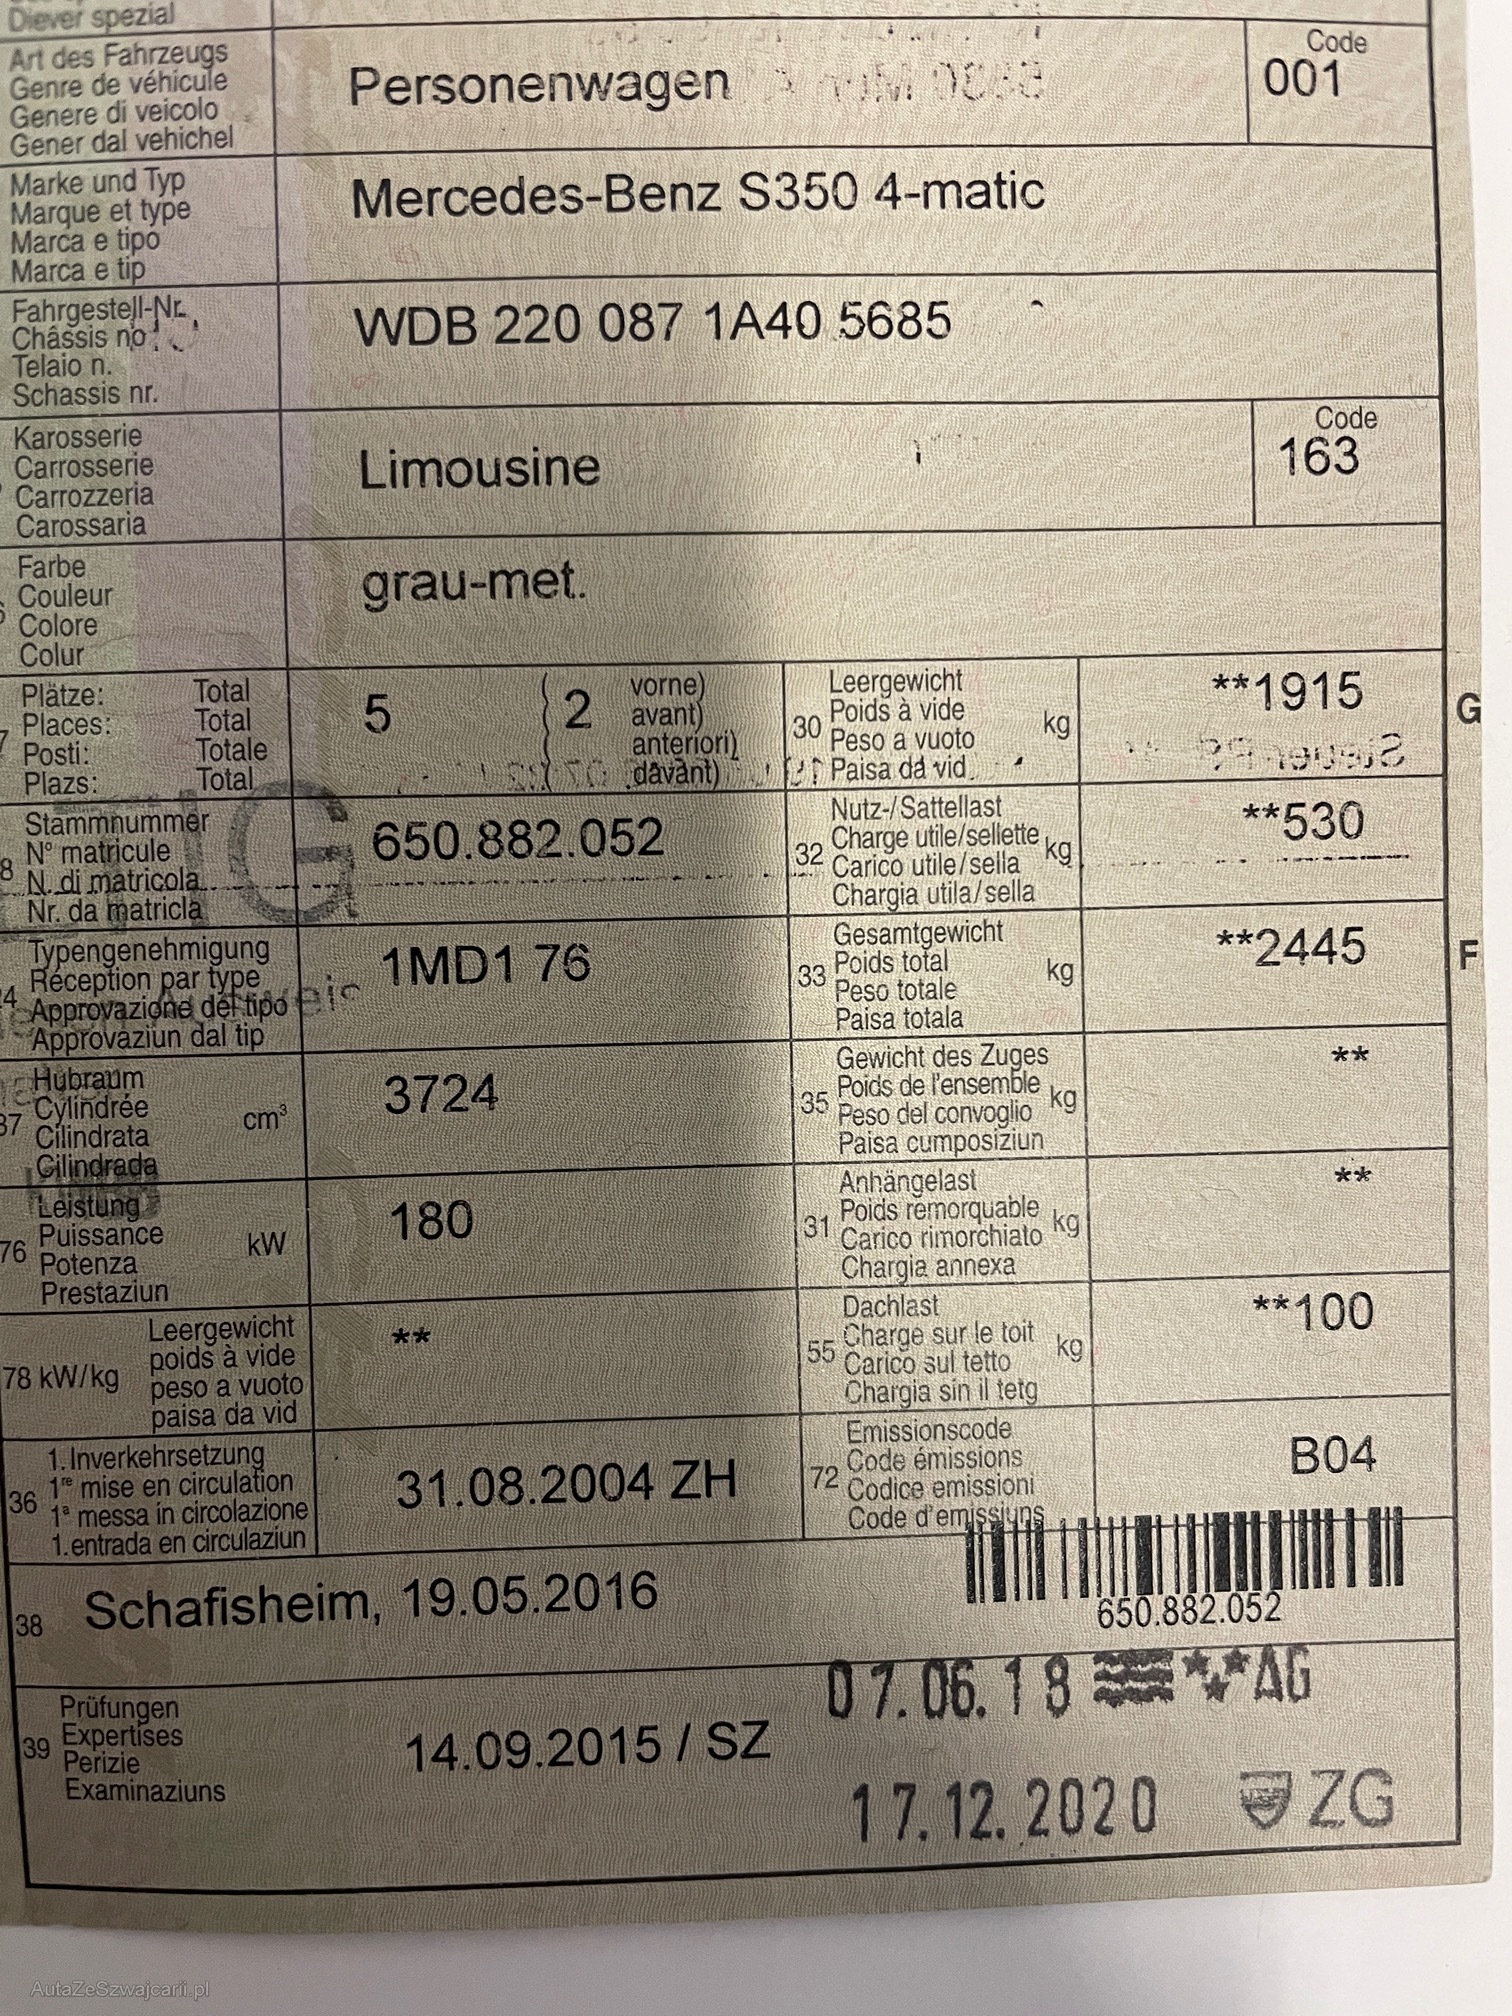 Diever spezial
Art des Fahrzeugs
Genre de véhicule
Genere di veicolo
Gener dal vehichel
Personenwagen
Code
001
Marke und Typ
Marque et type
Marca e tipo
Marca e tip
Mercedes-Benz S350 4-matic
Fahrgestell-Nr.
Châssis no
Telaio n.
Schassis nr.
WDB 220 087 1A40 5685
Karosserie
Carrosserie
Carrozzeria
Carossaria
Limousine
Code
163
Farbe
Couleur
Colore
Colur
grau-met.
Plätze: Total
Places: Total
Posti: Totale
Plazs: Total
5 ( 2 vorne)
avant)
anteriori)
davant)
30 Leergewicht
Poids à vide
Peso a vuoto
Paisa da vid
kg
**1915
G
8 Stammnummer
N° matricule
N. di matricola
Nr. da matricla
650.882.052
32 Nutz-/Sattellast
Charge utile/sellette
Carico utile/sella
Chargia utila/sella
kg
**530
24 Typengenehmigung
Réception par type
Approvazione del tipo
Approvaziun dal tip
1MD1 76
33 Gesamtgewicht
Poids total
Peso totale
Paisa totala
kg
**2445
F
37 Hubraum
Cylindrée
Cilindrata
Cilindrada
cm³
3724
35 Gewicht des Zuges
Poids de l'ensemble
Peso del convoglio
Paisa cumposiziun
kg
**
76 Leistung
Puissance
Potenza
Prestaziun
kW
180
31 Anhängelast
Poids remorquable
Carico rimorchiato
Chargia annexa
kg
**
78 kW/kg
Leergewicht
poids à vide
peso a vuoto
paisa da vid
**
55 Dachlast
Charge sur le toit
Carico sul tetto
Chargia sin il tetg
kg
**100
36 1. Inverkehrsetzung
1re mise en circulation
1a messa in circolazione
1. entrada en circulaziun
31.08.2004 ZH
72 Emissionscode
Code émissions
Codice emissioni
Code d'emissiuns
B04
38 Schafisheim, 19.05.2016
650.882.052
39 Prüfungen
Expertises
Perizie
Examinaziuns
14.09.2015 / SZ
07.06.18 AG
17.12.2020 ZG
AutaZeSzwajcarii.pl